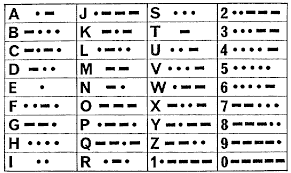 A •– J •––– S ••• 2 ••–––
B –••• K –•– T – 3 •••––
C –•–• L •–•• U ••– 4 ••••–
D –•• M –– V •••– 5 •••••
E • N –• W •–– 6 –••••
F ••–• O ––– X –••– 7 ––•••
G ––• P •––• Y –•–– 8 –––••
H •••• Q ––•– Z ––•• 9 ––––•
I •• R •–• 1 •–––– 0 –––––